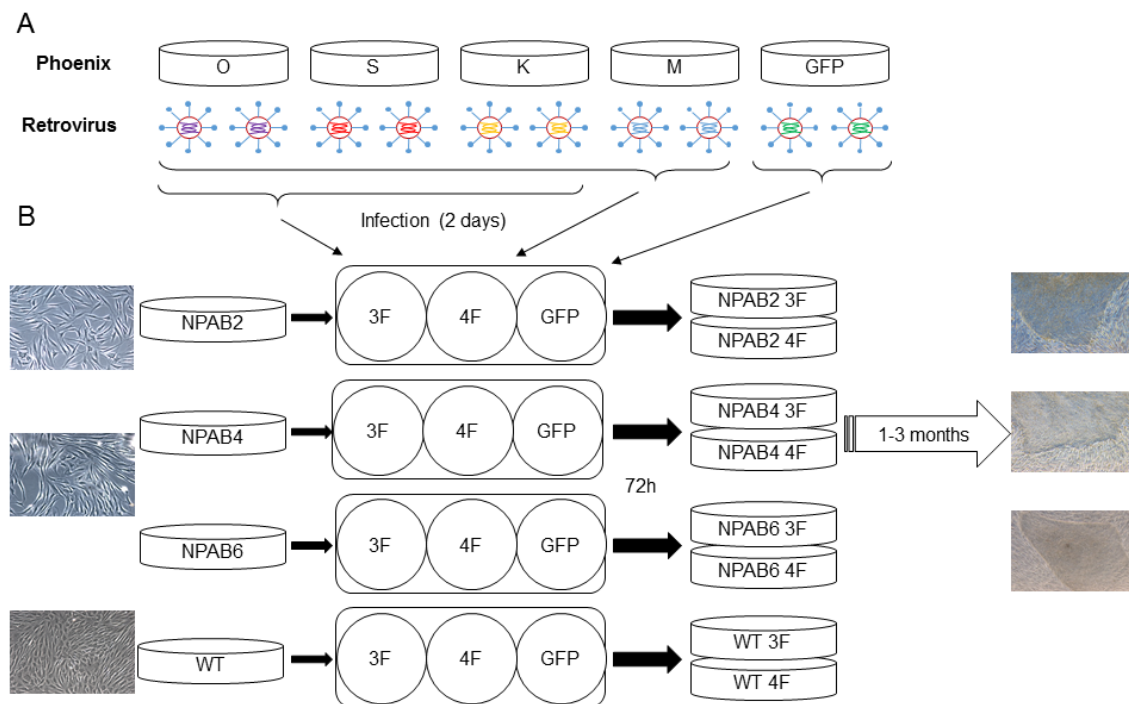 A
Phoenix
O
S
K
M
GFP
Retrovirus
Infection (2 days)
B
NPAB2
3F
4F
GFP
NPAB2 3F
NPAB2 4F
NPAB4
3F
4F
GFP
NPAB4 3F
NPAB4 4F
1-3 months
72h
NPAB6
3F
4F
GFP
NPAB6 3F
NPAB6 4F
WT
3F
4F
GFP
WT 3F
WT 4F